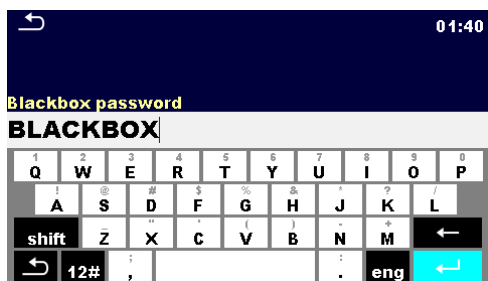 01:40
Blackbox password
BLACKBOX
1 2 3 4 5 6 7 8 9 0
Q W E R T Y U I O P
! @ # $ % & * ? /
A S D F G H J K L
_ " ' ( ) - +
shift Z X C V B N M ←
; :
12# , . eng